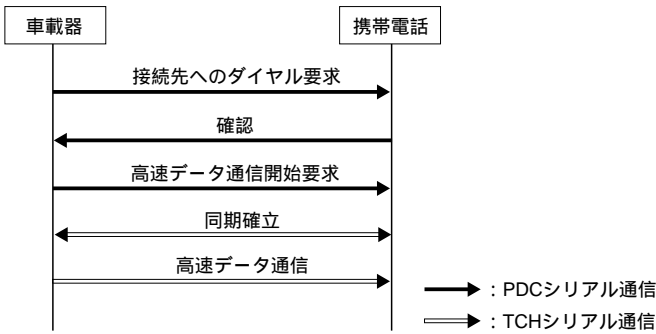 車載器
携帯電話
接続先へのダイヤル要求
確認
高速データ通信開始要求
同期確立
高速データ通信
：PDCシリアル通信
：TCHシリアル通信